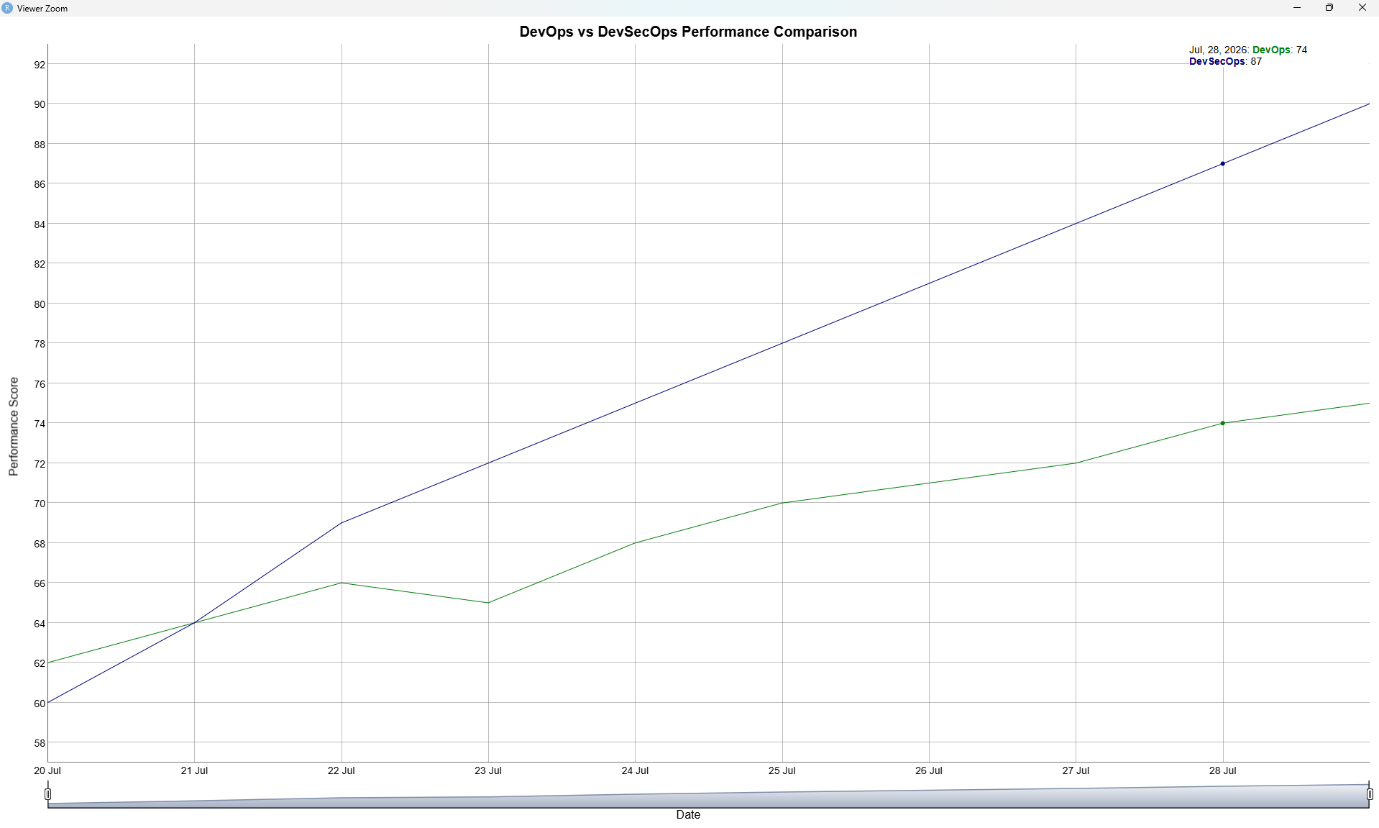 Viewer Zoom
DevOps vs DevSecOps Performance Comparison
Jul, 28, 2026: DevOps: 74
DevSecOps: 87
92
90
88
86
84
82
80
78
76
74
72
70
68
66
64
62
60
58
Performance Score
20 Jul 21 Jul 22 Jul 23 Jul 24 Jul 25 Jul 26 Jul 27 Jul 28 Jul
Date